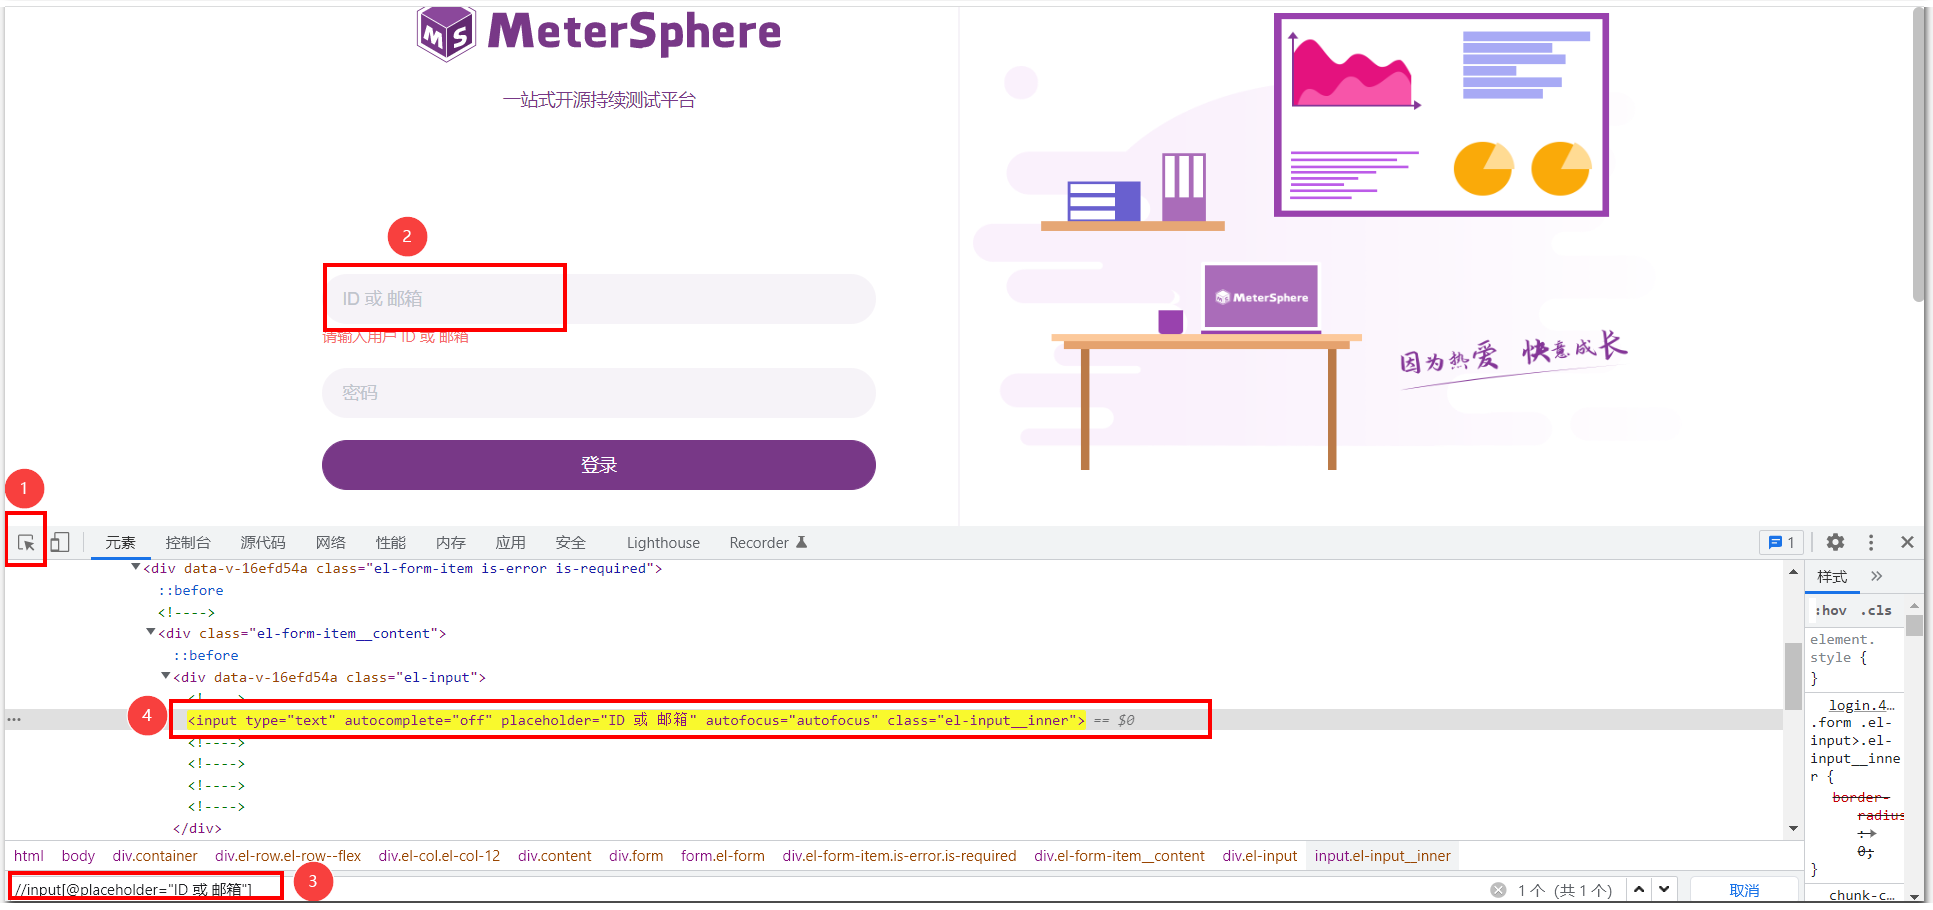 MeterSphere
一站式开源持续测试平台
2
ID 或 邮箱
请输入用户 ID 或 邮箱
密码
登录
MeterSphere
因为热爱 快意成长
1
元素 控制台 源代码 网络 性能 内存 应用 安全 Lighthouse Recorder 1
<div data-v-16efd54a class="el-form-item is-error is-required">
::before
<!---->
<div class="el-form-item__content">
::before
<div data-v-16efd54a class="el-input">
<!---->
4
<input type="text" autocomplete="off" placeholder="ID 或 邮箱" autofocus="autofocus" class="el-input__inner"> == $0
<!---->
<!---->
<!---->
<!---->
</div>
样式
:hov .cls
element.
style {
}
login.4…
.form .el-
input>.el-
input__inne
r {
border-
radius
:
0;
}
chunk-c…
html body div.container div.el-row.el-row--flex div.el-col.el-col-12 div.content div.form form.el-form div.el-form-item.is-error.is-required div.el-form-item__content div.el-input input.el-input__inner
//input[@placeholder="ID 或 邮箱"]
3
1 个 (共 1 个)
取消